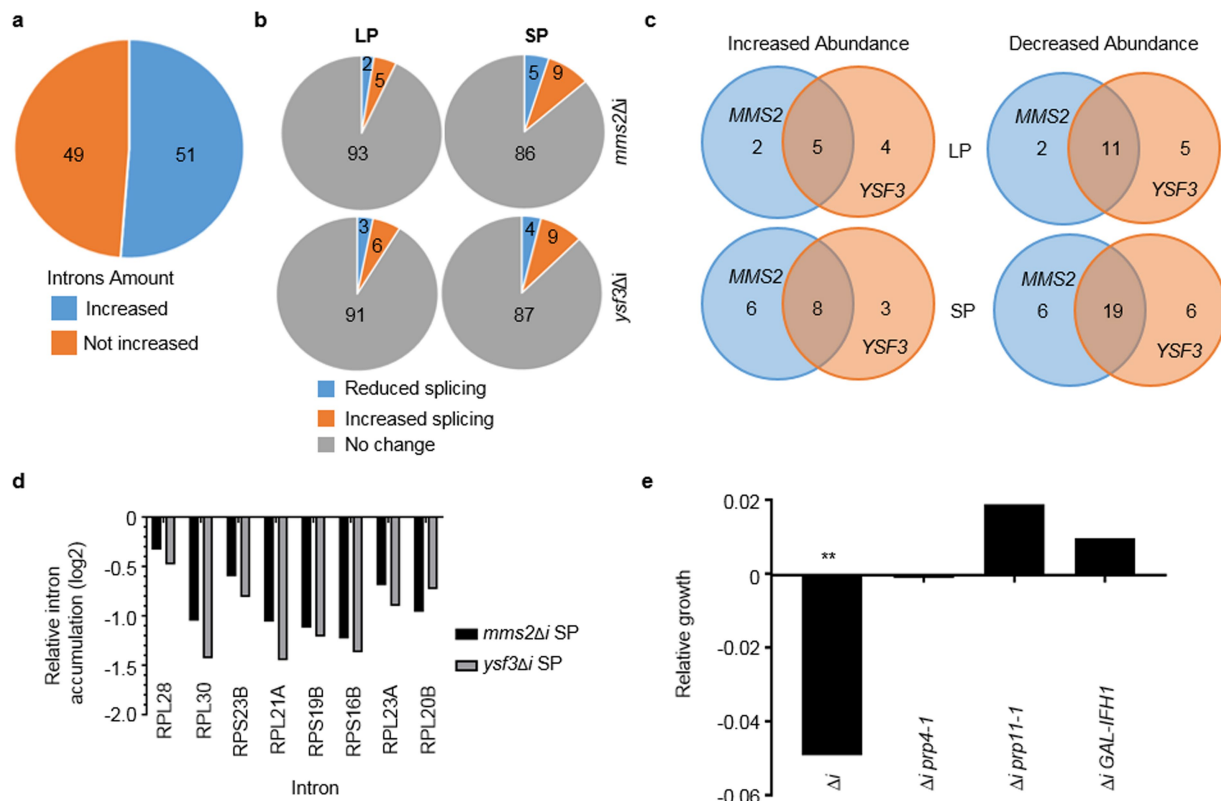 a
49
51
Introns Amount
Increased
Not increased
b
LP
SP
2
5
93
5
9
86
mms2Δi
3
6
91
4
9
87
ysf3Δi
Reduced splicing
Increased splicing
No change
c
Increased Abundance
Decreased Abundance
MMS2
2
5
4
YSF3
LP
MMS2
2
11
5
YSF3
MMS2
6
8
3
YSF3
SP
MMS2
6
19
6
YSF3
d
Relative intron
accumulation (log2)
0
-0.5
-1.0
-1.5
-2.0
RPL28
RPL30
RPS23B
RPL21A
RPS19B
RPS16B
RPL23A
RPL20B
Intron
mms2Δi SP
ysf3Δi SP
e
Relative growth
0.02
0
-0.02
-0.04
-0.06
**
Δi
Δi prp4-1
Δi prp11-1
Δi GAL-IFH1